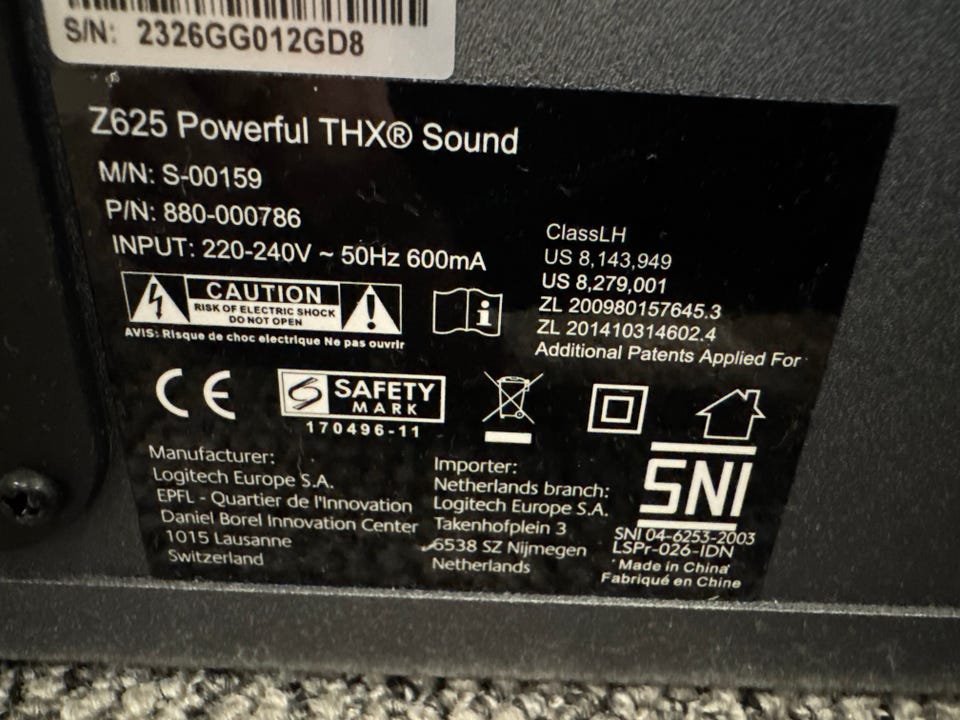 S/N: 2326GG012GD8
Z625 Powerful THX® Sound
M/N: S-00159
P/N: 880-000786
INPUT: 220-240V ~ 50Hz 600mA
CAUTION
RISK OF ELECTRIC SHOCK
DO NOT OPEN
AVIS: Risque de choc electrique Ne pas ouvrir
ClassLH
US 8,143,949
US 8,279,001
ZL 200980157645.3
ZL 201410314602.4
Additional Patents Applied For
CE
SAFETY
MARK
170496-11
Manufacturer:
Logitech Europe S.A.
EPFL - Quartier de l'Innovation
Daniel Borel Innovation Center
1015 Lausanne
Switzerland
Importer:
Netherlands branch:
Logitech Europe S.A.
Takenhofplein 3
6538 SZ Nijmegen
Netherlands
SNI
SNI 04-6253-2003
LSPr-026-IDN
Made in China
Fabriqué en Chine